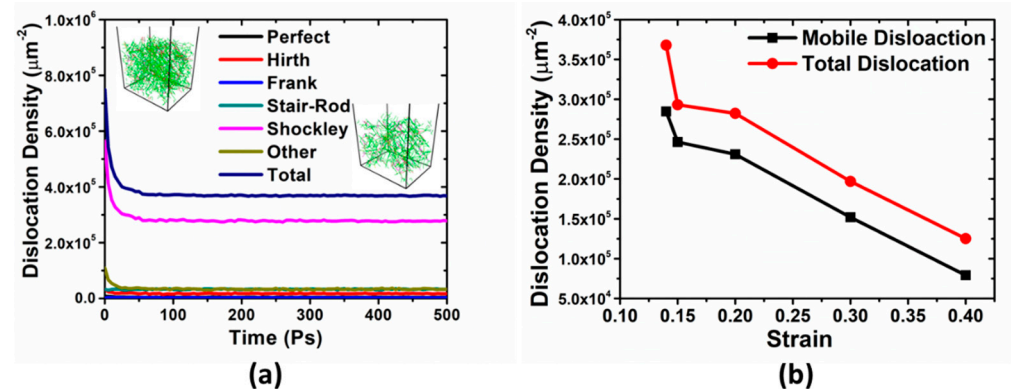 1.0x10⁶
8.0x10⁵
6.0x10⁵
4.0x10⁵
2.0x10⁵
0.0
Dislocation Density (μm⁻²)
Perfect
Hirth
Frank
Stair-Rod
Shockley
Other
Total
0 100 200 300 400 500
Time (Ps)
(a)
4.0x10⁵
3.5x10⁵
3.0x10⁵
2.5x10⁵
2.0x10⁵
1.5x10⁵
1.0x10⁵
5.0x10⁴
Dislocation Density (μm⁻²)
Mobile Disloaction
Total Dislocation
0.10 0.15 0.20 0.25 0.30 0.35 0.40
Strain
(b)